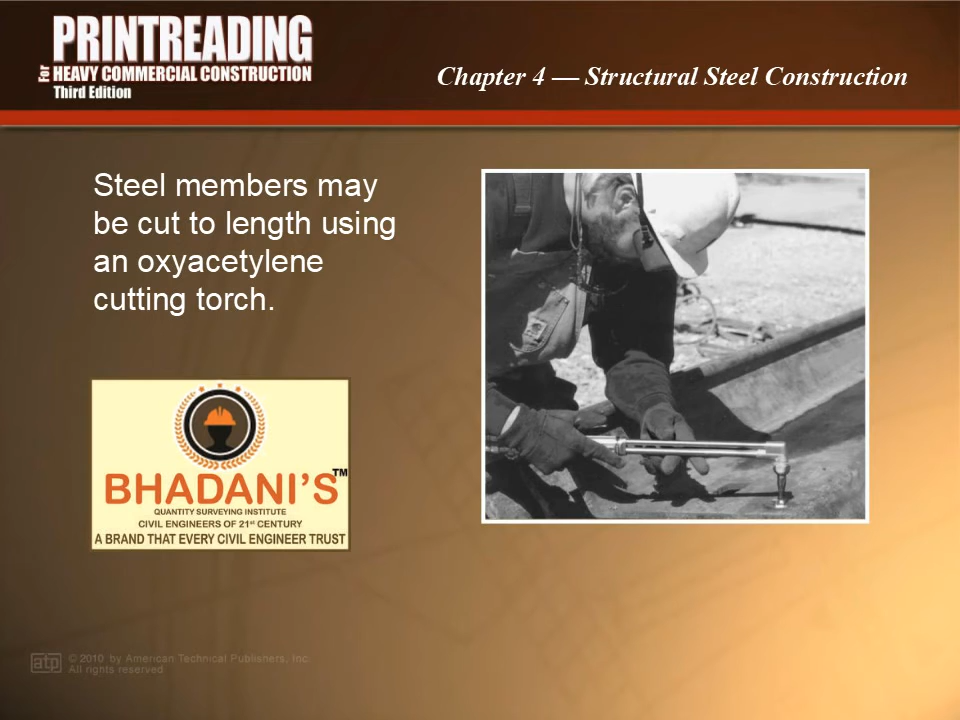 PRINTREADING
For HEAVY COMMERCIAL CONSTRUCTION
Third Edition
Chapter 4 — Structural Steel Construction
Steel members may
be cut to length using
an oxyacetylene
cutting torch.
BHADANI'S™
QUANTITY SURVEYING INSTITUTE
CIVIL ENGINEERS OF 21st CENTURY
A BRAND THAT EVERY CIVIL ENGINEER TRUST
atp © 2010 by American Technical Publishers, Inc.
All rights reserved